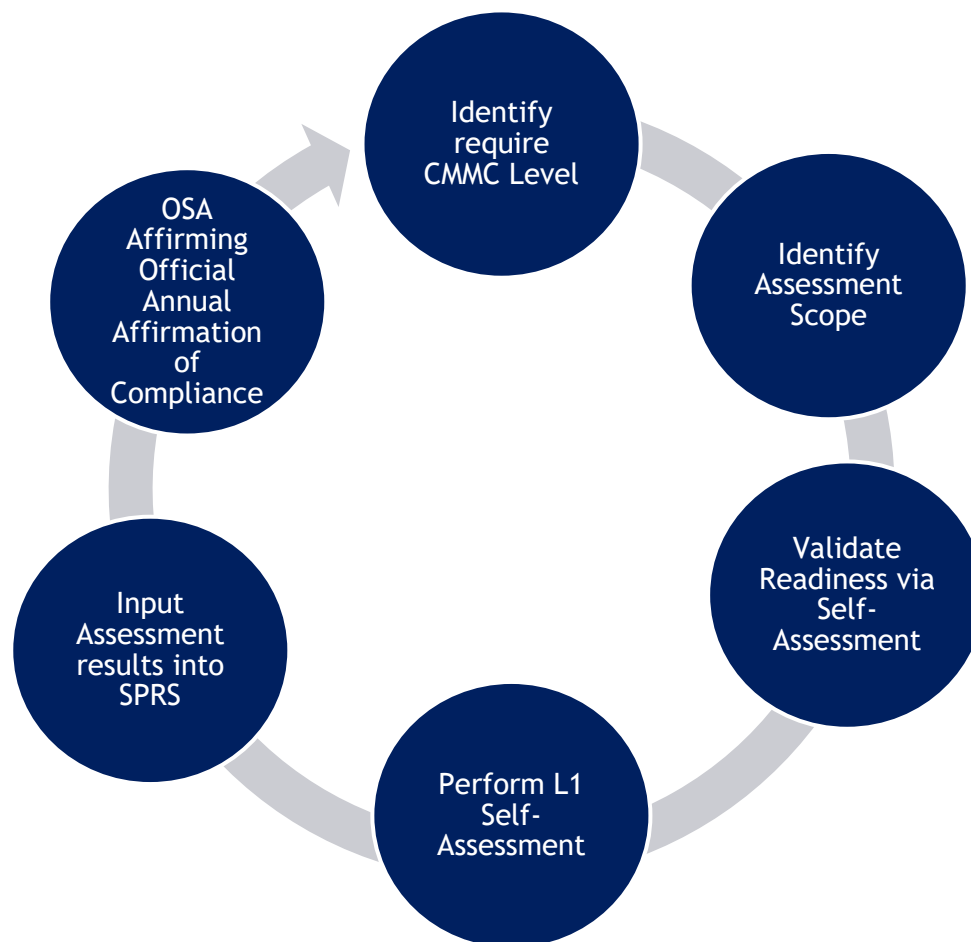 Identify
require
CMMC Level
Identify
Assessment
Scope
Validate
Readiness via
Self-
Assessment
Perform L1
Self-
Assessment
Input
Assessment
results into
SPRS
OSA
Affirming
Official
Annual
Affirmation
of
Compliance